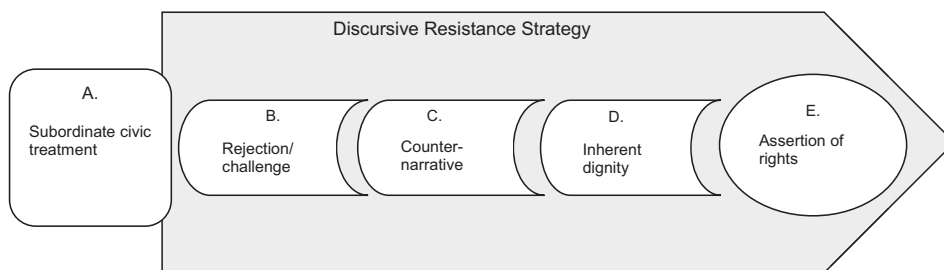 Discursive Resistance Strategy
A.
Subordinate civic
treatment
B.
Rejection/
challenge
C.
Counter-
narrative
D.
Inherent
dignity
E.
Assertion of
rights